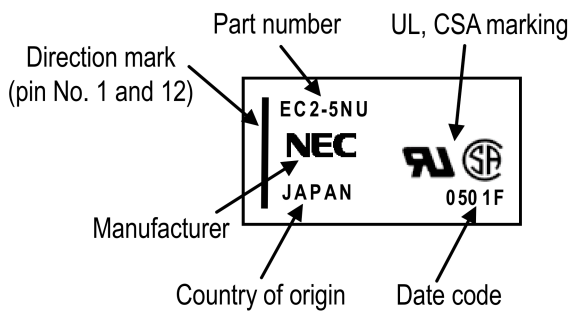 Part number
UL, CSA marking
Direction mark
(pin No. 1 and 12)
EC2-5NU
NEC
JAPAN
0501F
Manufacturer
Country of origin
Date code